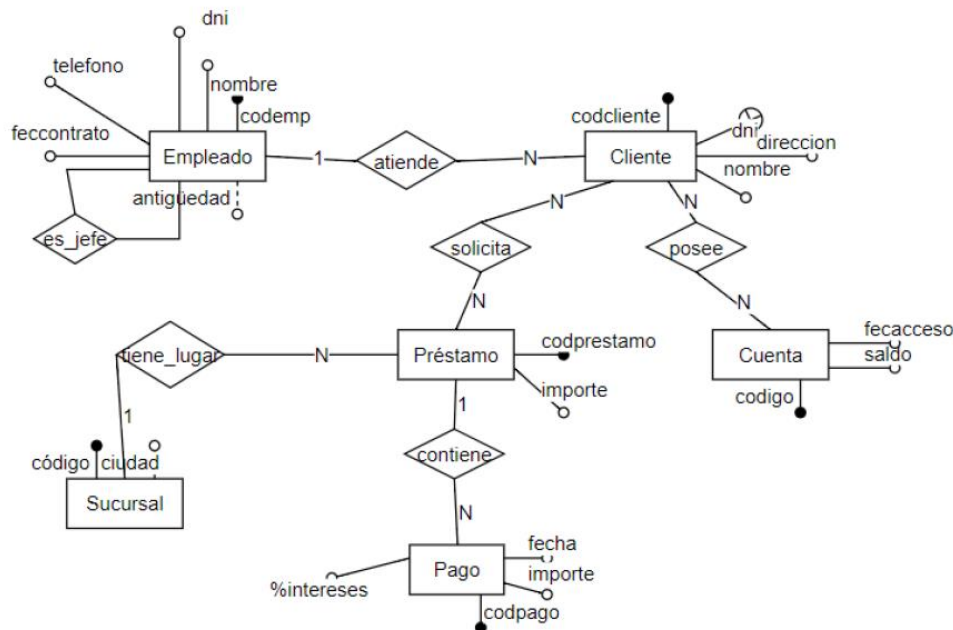 dni
telefono
nombre
codemp
feccontrato
Empleado
1
atiende
N
codcliente
Cliente
dni
direccion
nombre
antigüedad
es_jefe
N
N
solicita
posee
N
N
tiene_lugar
N
Préstamo
codprestamo
importe
Cuenta
fecacceso
saldo
codigo
1
1
código
ciudad
contiene
Sucursal
N
fecha
importe
%intereses
Pago
codpago